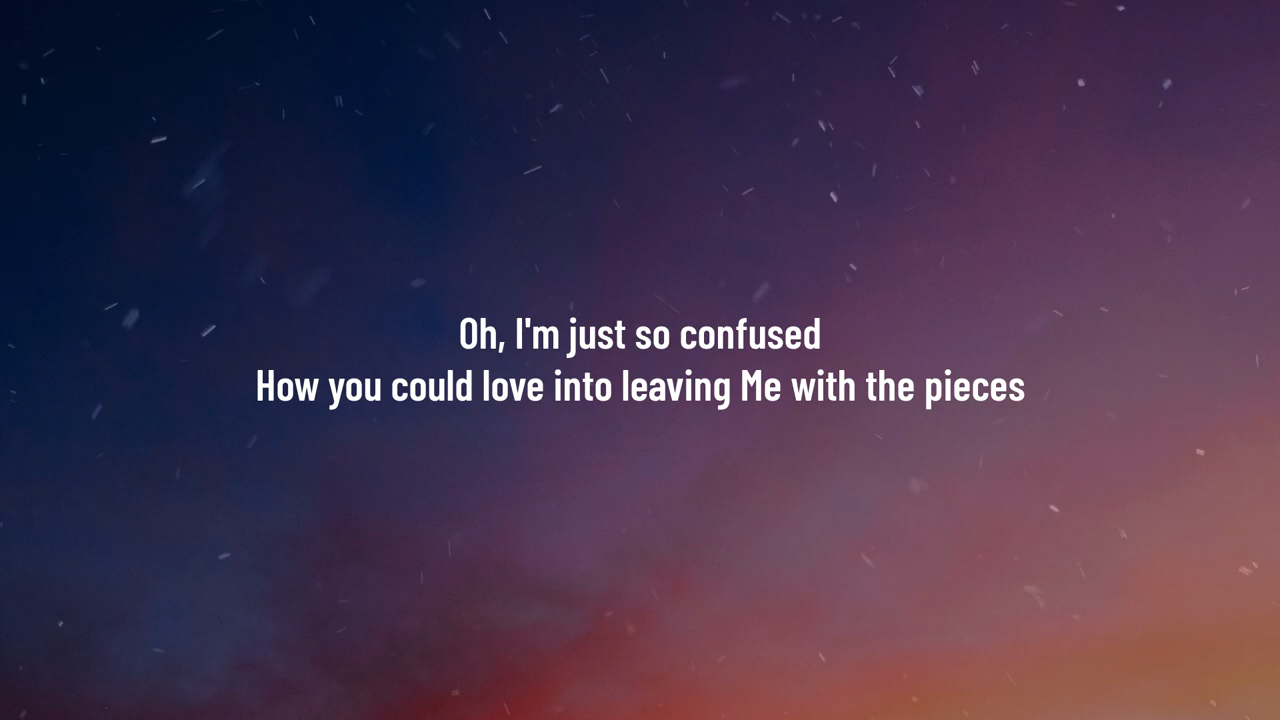 Oh, I'm just so confused
How you could love into leaving Me with the pieces